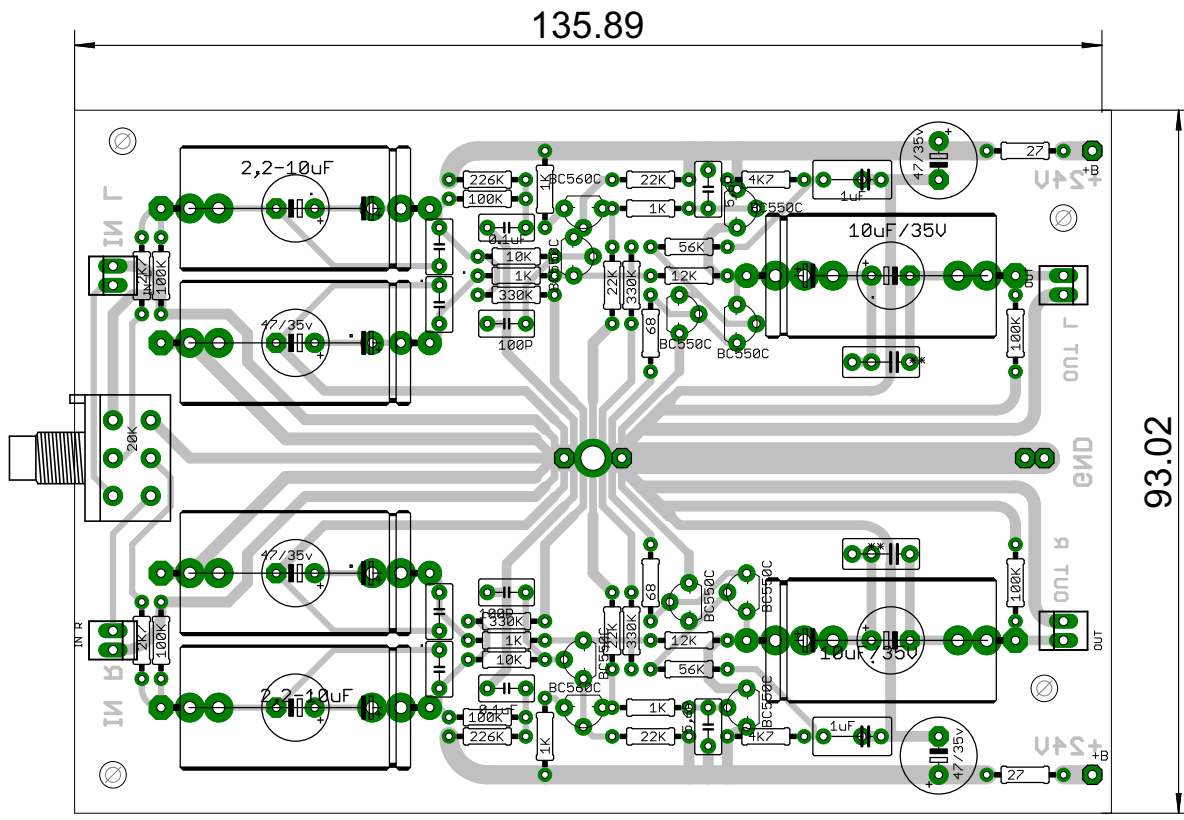 135.89
93.02
2,2-10uF
226K
100K
1K
BC560C
22K
1K
4K7
BC550C
1uF
47/35v
27
+B
+24V
IN L
0.1uF
10K
1K
330K
BC550C
56K
12K
10uF/35V
OUT
2K7
100K
22K
330K
47/35v
100P
68
BC550C
BC550C
**
100K
OUT L
20K
GND
47/35v
**
68
BC550C
BC550C
100K
OUT R
IN R
2K7
100K
100P
330K
1K
10K
BC550C
22K
330K
12K
56K
10uF/35V
OUT
IN R
2,2-10uF
BC560C
0.1uF
100K
226K
1K
1K
22K
BC550C
4K7
1uF
47/35v
27
+24V
+B